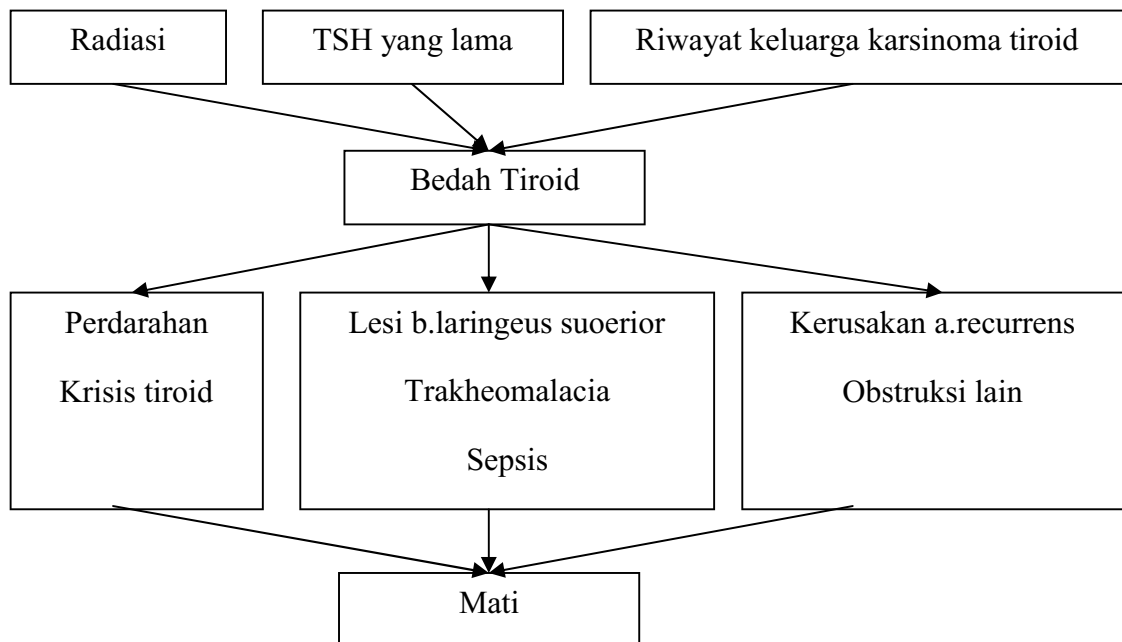 Radiasi
TSH yang lama
Riwayat keluarga karsinoma tiroid
Bedah Tiroid
Perdarahan
Krisis tiroid
Lesi b.laringeus suoerior
Trakheomalacia
Sepsis
Kerusakan a.recurrens
Obstruksi lain
Mati